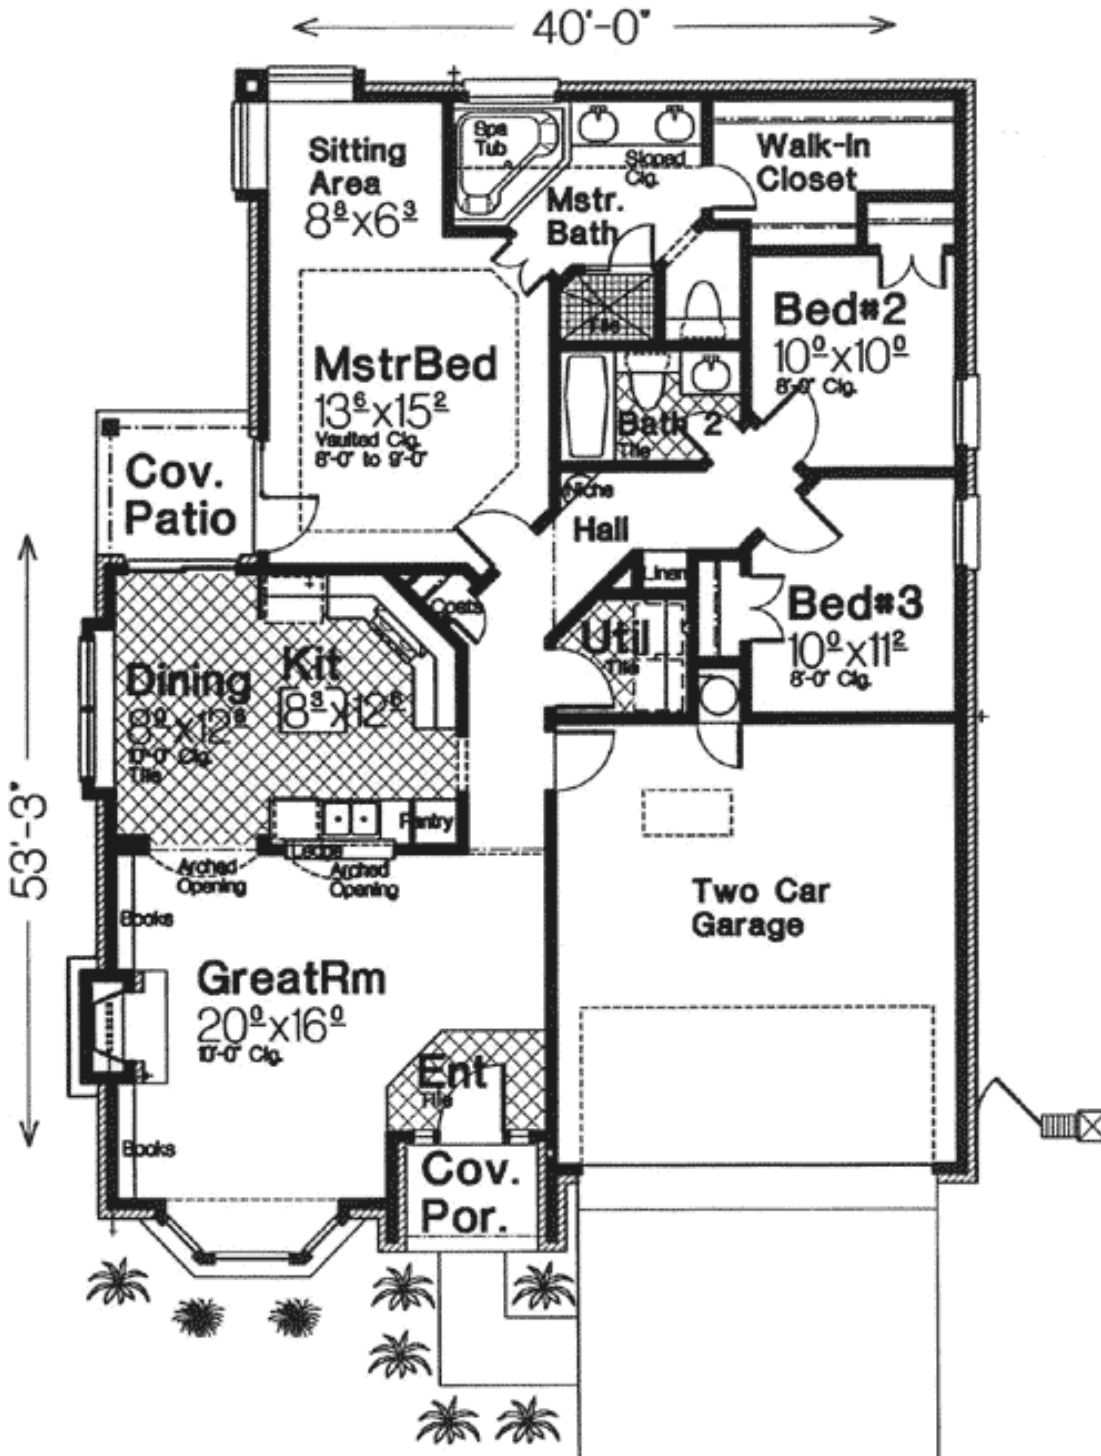 40'-0"
Spa
Tub
Sloped
Clg.
Walk-In
Closet
Sitting
Area
8⁸x6³
Mstr.
Bath
Tile
Bed#2
10⁰x10⁰
8'-0" Clg.
MstrBed
13⁶x15²
Vaulted Clg.
8'-0" to 9'-0"
Bath 2
Tile
Cov.
Patio
Niche
Hall
Linen
Coats
Bed#3
10⁰x11²
8'-0" Clg.
Util
Tile
Kit
8³x12⁶
Dining
8⁰x12⁶
10'-0" Clg.
Tile
53'-3"
Pantry
Ledge
Arched
Opening
Arched
Opening
Two Car
Garage
Books
GreatRm
20⁰x16⁰
10'-0" Clg.
Ent
Tile
Books
Cov.
Por.